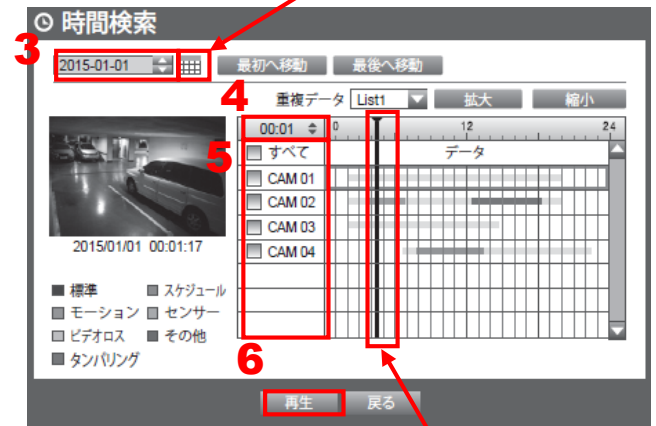 時間検索
3
2015-01-01 最初へ移動 最後へ移動
4 重複データ List1 拡大 縮小
00:01 0 12 24
5 すべて データ
CAM 01
CAM 02
CAM 03
CAM 04
2015/01/01 00:01:17
標準 スケジュール
モーション センサー
ビデオロス その他
タンパリング
6
再生 戻る